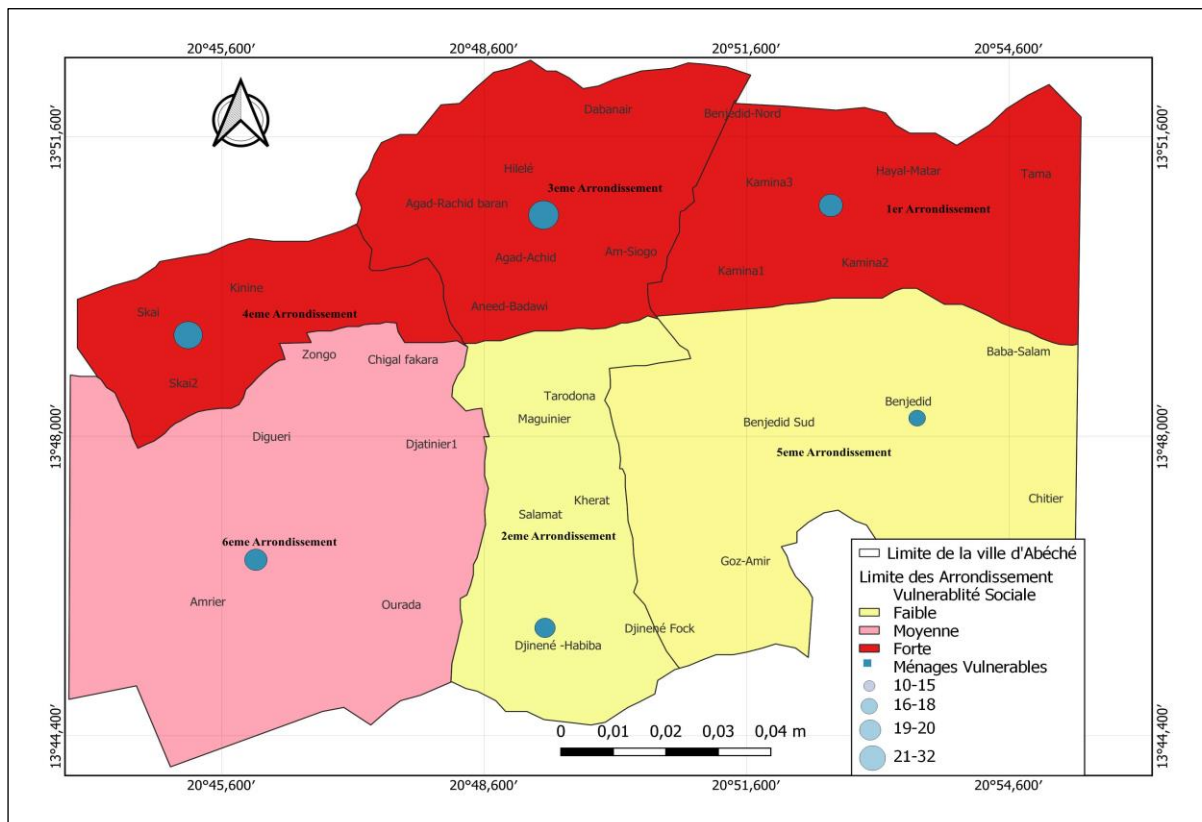 20°45,600′ 20°48,600′ 20°51,600′ 20°54,600′
13°51,600′
13°51,600′
Dabanair
Benjedid-Nord
Hilelé
Kamina3
Hayal-Matar
Tama
3eme Arrondissement
Agad-Rachid baran
1er Arrondissement
Agad-Achid
Am-Siogo
Kamina1
Kamina2
Kinine
Skai
4eme Arrondissement
Aneed-Badawi
Skai2
Zongo
Chigal fakara
Baba-Salam
Tarodona
Maguinier
Benjedid
Benjedid Sud
13°48,000′
13°48,000′
Digueri
Djatinier1
5eme Arrondissement
Kherat
Salamat
Chitier
2eme Arrondissement
6eme Arrondissement
Goz-Amir
Amrier
Ourada
Djinené -Habiba
Djinené Fock
Limite de la ville d'Abéché
Limite des Arrondissement
Vulnerablité Sociale
Faible
Moyenne
Forte
Ménages Vulnerables
10-15
16-18
19-20
21-32
0 0,01 0,02 0,03 0,04 m
13°44,400′
13°44,400′
20°45,600′ 20°48,600′ 20°51,600′ 20°54,600′